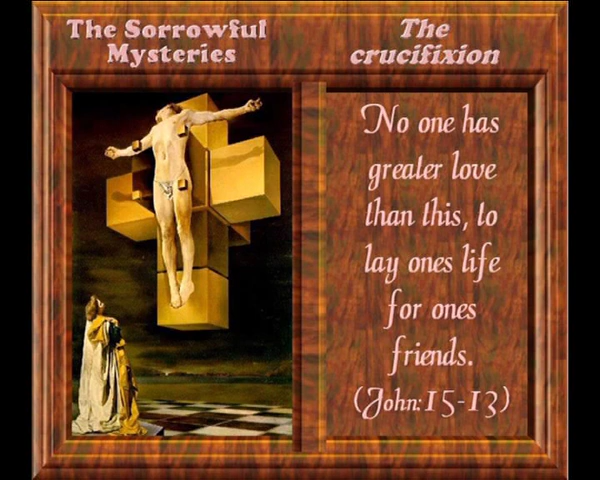 The Sorrowful
Mysteries
The
crucifixion
No one has
greater love
than this, to
lay ones life
for ones
friends.
(John:15-13)